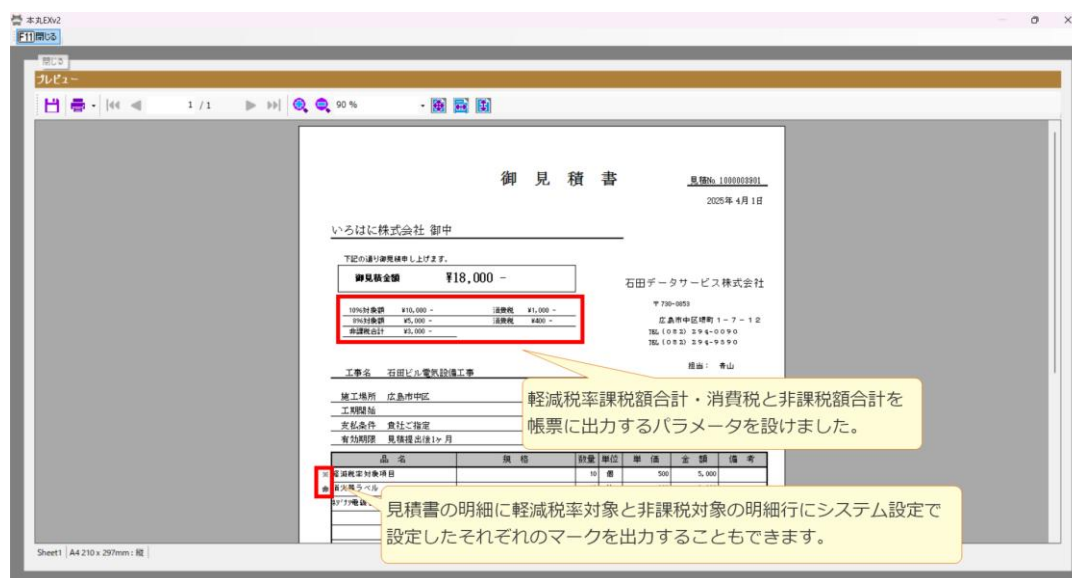 本丸EXv2
F11閉じる
閉じる
プレビュー
1 / 1
90 %
御 見 積 書
見積No. 1000003901
2025年 4月 1日
いろはに株式会社 御中
下記の通り御見積申し上げます。
御見積金額 ¥18,000 −
石田データサービス株式会社
10%対象額 ¥10,000 − 消費税 ¥1,000 −
8%対象額 ¥5,000 − 消費税 ¥400 −
非課税合計 ¥3,000 −
広島市中区堺町1−7−12
TEL(082)294-0090
担当： 青山
工事名 石田ビル電気設備工事
施工場所 広島市中区
工期開始
支払条件 貴社ご指定
有効期限 見積提出後1ヶ月
軽減税率課税額合計・消費税と非課税額合計を
帳票に出力するパラメータを設けました。
品 名 規 格 数量 単位 単 価 金 額 備 考
※ 軽減税率対象項目 10 個 500 5,000
見積書の明細に軽減税率対象と非課税対象の明細行にシステム設定で
設定したそれぞれのマークを出力することもできます。
Sheet1 A4 210 x 297mm : 縦